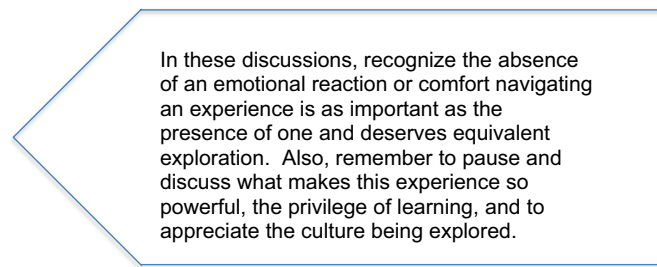 In these discussions, recognize the absence
of an emotional reaction or comfort navigating
an experience is as important as the
presence of one and deserves equivalent
exploration.  Also, remember to pause and
discuss what makes this experience so
powerful, the privilege of learning, and to
appreciate the culture being explored.